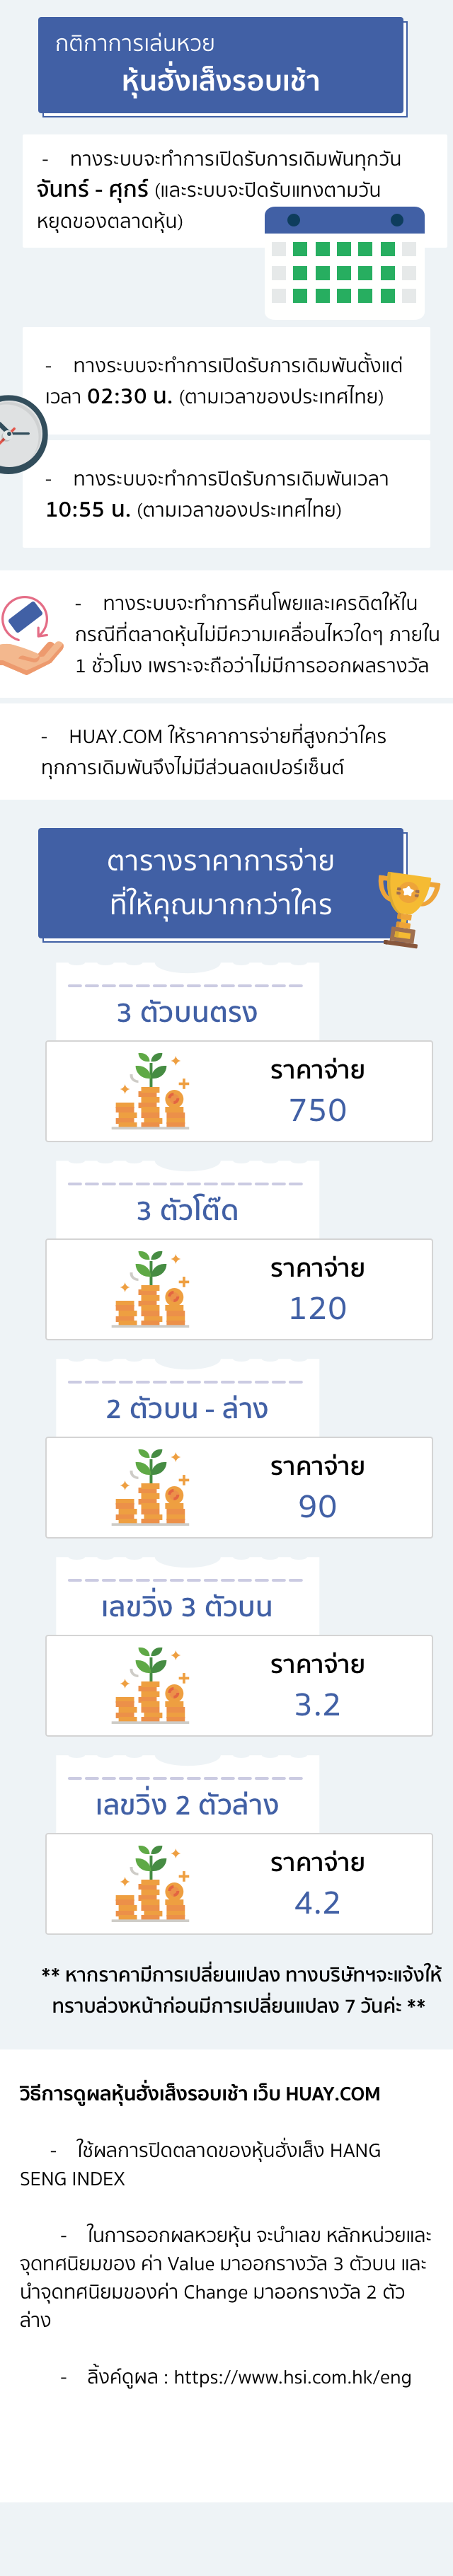 กติกาการเล่นหวย
หุ้นฮั่งเส็งรอบเช้า
- ทางระบบจะทำการเปิดรับการเดิมพันทุกวัน
จันทร์ - ศุกร์ (และระบบจะปิดรับแทงตามวัน
หยุดของตลาดหุ้น)
- ทางระบบจะทำการเปิดรับการเดิมพันตั้งแต่
เวลา 02:30 น. (ตามเวลาของประเทศไทย)
- ทางระบบจะทำการปิดรับการเดิมพันเวลา
10:55 น. (ตามเวลาของประเทศไทย)
- ทางระบบจะทำการคืนโพยและเครดิตให้ใน
กรณีที่ตลาดหุ้นไม่มีความเคลื่อนไหวใดๆ ภายใน
1 ชั่วโมง เพราะจะถือว่าไม่มีการออกผลรางวัล
- HUAY.COM ให้ราคาการจ่ายที่สูงกว่าใคร
ทุกการเดิมพันจึงไม่มีส่วนลดเปอร์เซ็นต์
ตารางราคาการจ่าย
ที่ให้คุณมากกว่าใคร
3 ตัวบนตรง
ราคาจ่าย
750
3 ตัวโต๊ด
ราคาจ่าย
120
2 ตัวบน - ล่าง
ราคาจ่าย
90
เลขวิ่ง 3 ตัวบน
ราคาจ่าย
3.2
เลขวิ่ง 2 ตัวล่าง
ราคาจ่าย
4.2
** หากราคามีการเปลี่ยนแปลง ทางบริษัทฯจะแจ้งให้
ทราบล่วงหน้าก่อนมีการเปลี่ยนแปลง 7 วันค่ะ **
วิธีการดูผลหุ้นฮั่งเส็งรอบเช้า เว็บ HUAY.COM
- ใช้ผลการปิดตลาดของหุ้นฮั่งเส็ง HANG
SENG INDEX
- ในการออกผลหวยหุ้น จะนำเลข หลักหน่วยและ
จุดทศนิยมของ ค่า Value มาออกรางวัล 3 ตัวบน และ
นำจุดทศนิยมของค่า Change มาออกรางวัล 2 ตัว
ล่าง
- ลิ้งค์ดูผล : https://www.hsi.com.hk/eng